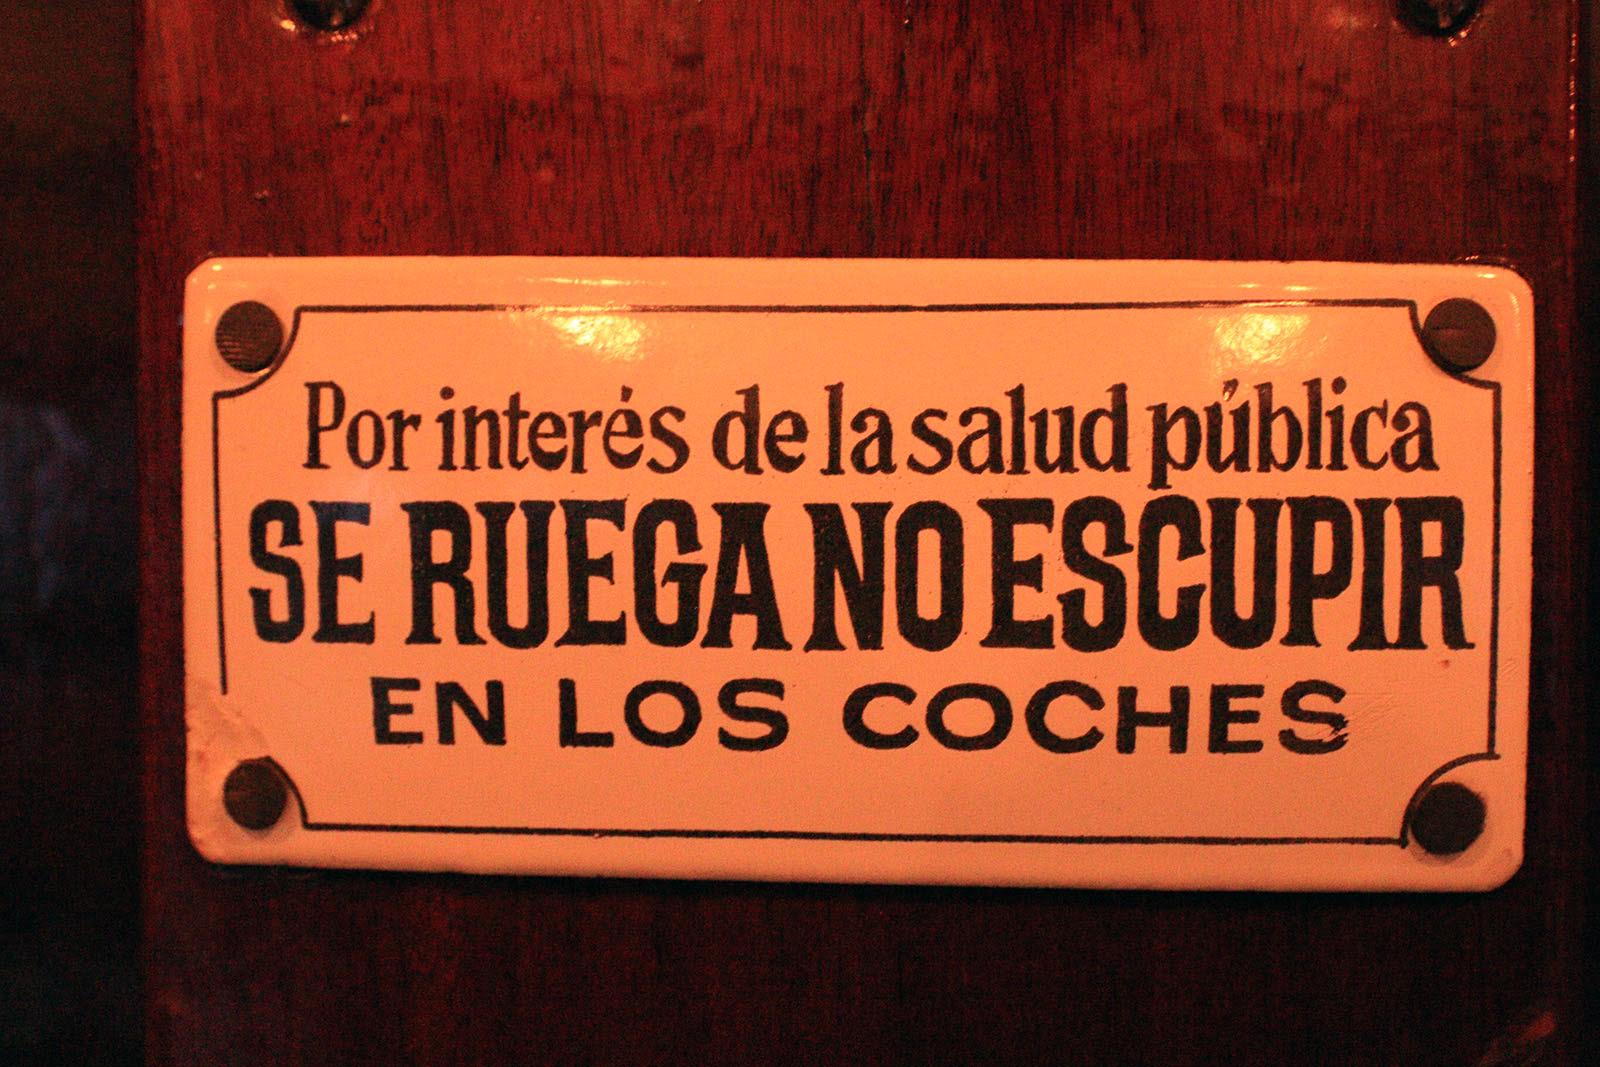 Por interés de la salud pública
SE RUEGA NO ESCUPIR
EN LOS COCHES